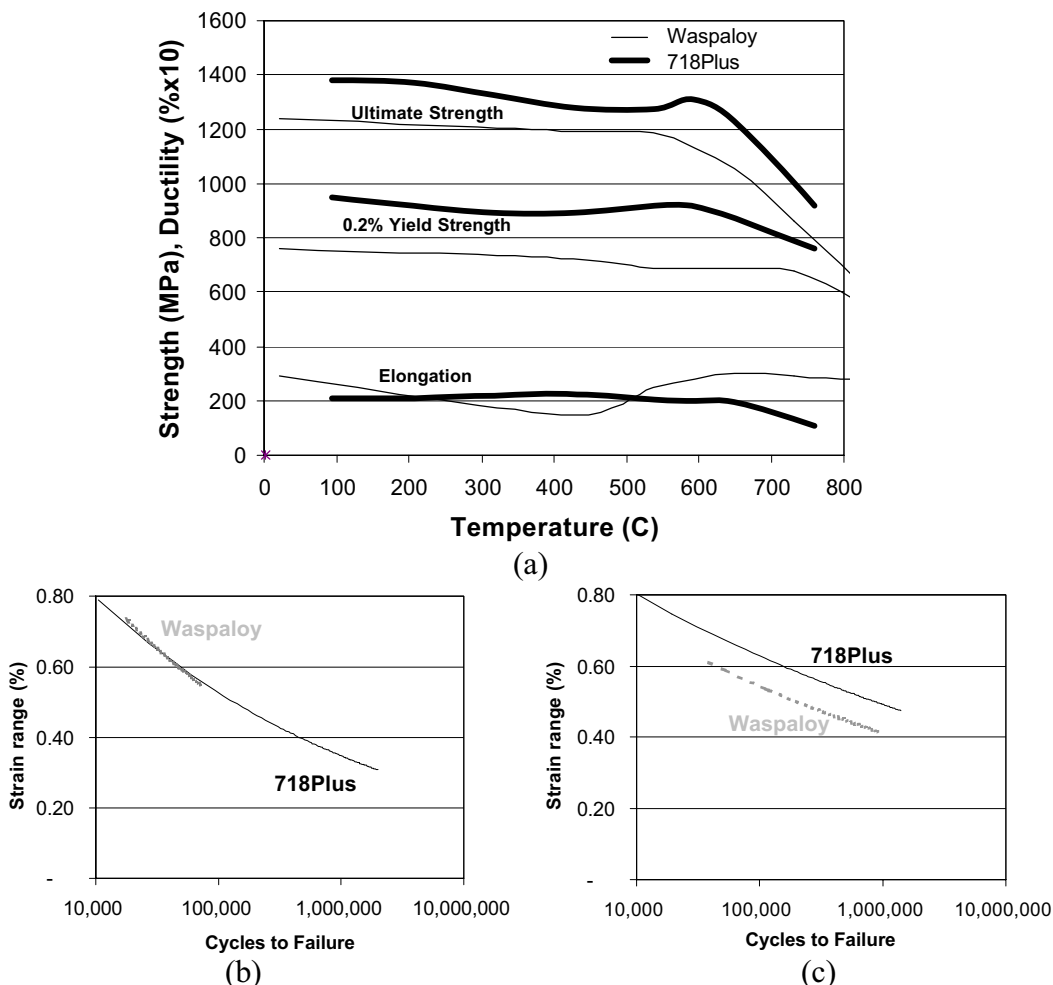 Strength (MPa), Ductility (%x10)
1600
1400
1200
1000
800
600
400
200
0
Waspaloy
718Plus
Ultimate Strength
0.2% Yield Strength
Elongation
0 100 200 300 400 500 600 700 800
Temperature (C)
(a)
Strain range (%)
0.80
0.60
0.40
0.20
-
Waspaloy
718Plus
10,000 100,000 1,000,000 10,000,000
Cycles to Failure
(b)
Strain range (%)
0.80
0.60
0.40
0.20
-
718Plus
Waspaloy
10,000 100,000 1,000,000 10,000,000
Cycles to Failure
(c)